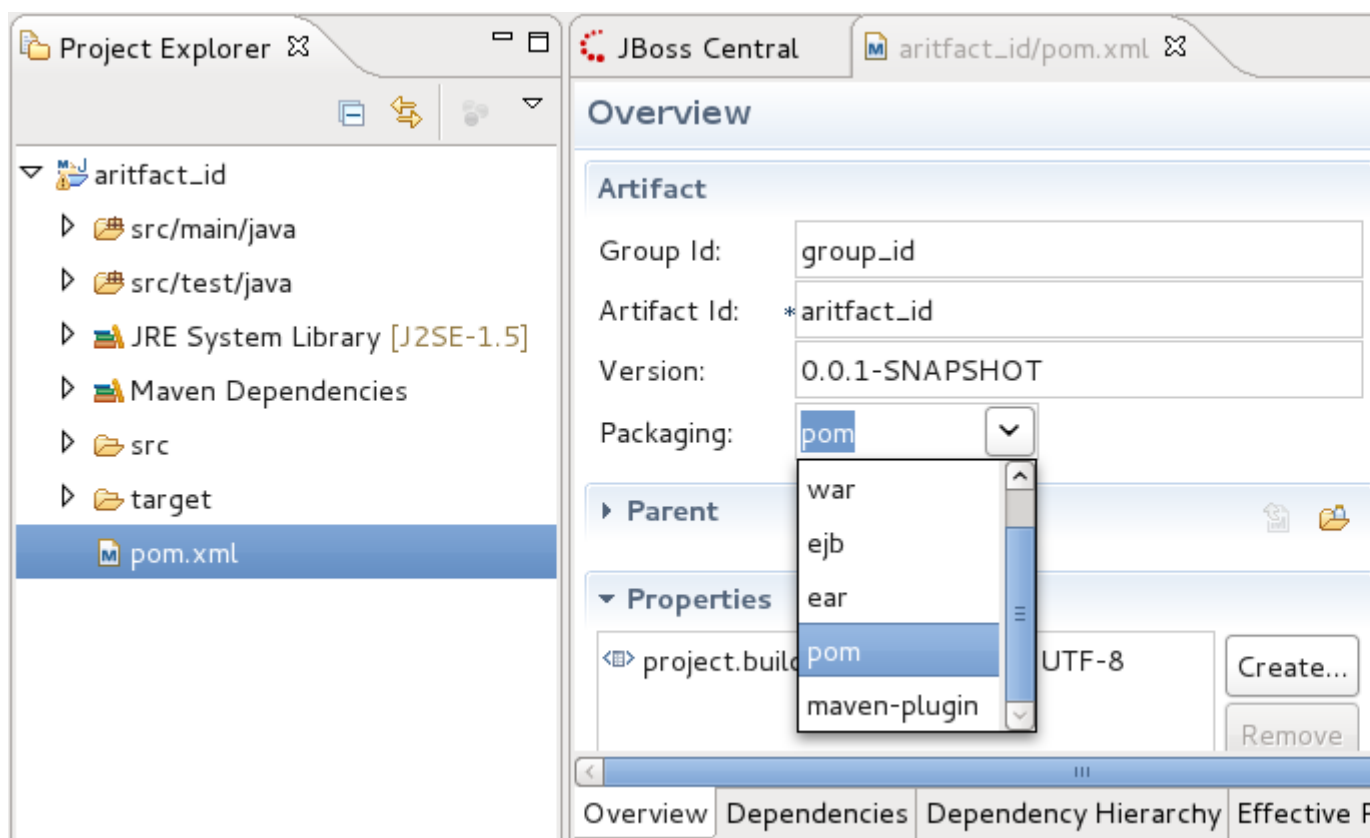 Project Explorer
aritfact_id
src/main/java
src/test/java
JRE System Library [J2SE-1.5]
Maven Dependencies
src
target
pom.xml
JBoss Central
aritfact_id/pom.xml
Overview
Artifact
Group Id: group_id
Artifact Id: *aritfact_id
Version: 0.0.1-SNAPSHOT
Packaging: pom
war
ejb
ear
pom
maven-plugin
Parent
Properties
project.build UTF-8
Create...
Remove
Overview Dependencies Dependency Hierarchy Effective